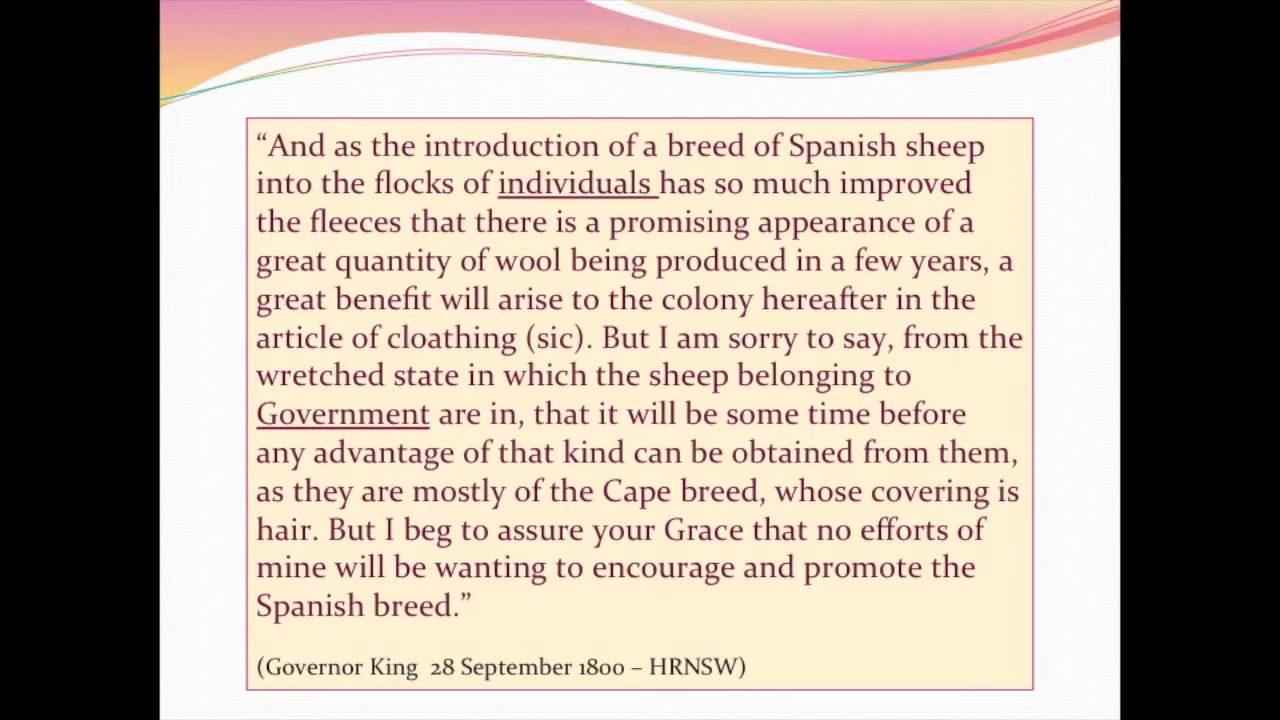 “And as the introduction of a breed of Spanish sheep
into the flocks of individuals has so much improved
the fleeces that there is a promising appearance of a
great quantity of wool being produced in a few years, a
great benefit will arise to the colony hereafter in the
article of cloathing (sic). But I am sorry to say, from the
wretched state in which the sheep belonging to
Government are in, that it will be some time before
any advantage of that kind can be obtained from them,
as they are mostly of the Cape breed, whose covering is
hair. But I beg to assure your Grace that no efforts of
mine will be wanting to encourage and promote the
Spanish breed.”
(Governor King 28 September 1800 – HRNSW)